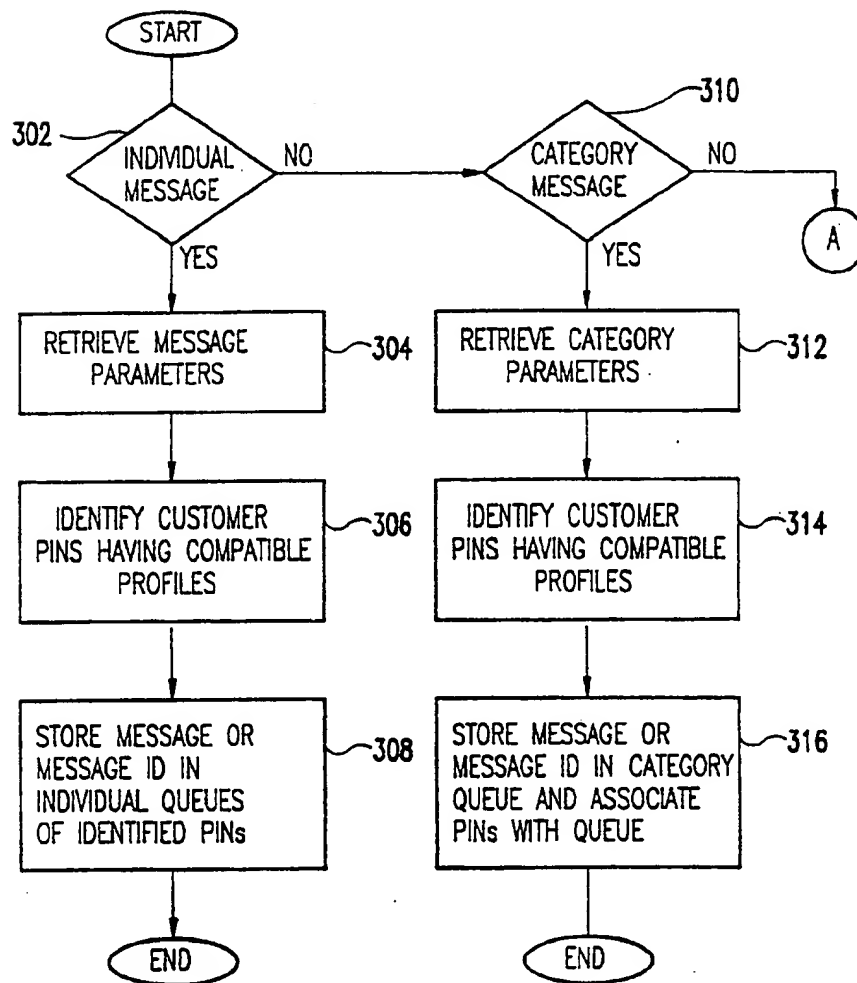 START
302
INDIVIDUAL
MESSAGE
NO
YES
310
CATEGORY
MESSAGE
NO
YES
A
RETRIEVE MESSAGE
PARAMETERS
304
RETRIEVE CATEGORY
PARAMETERS
312
IDENTIFY CUSTOMER
PINS HAVING COMPATIBLE
PROFILES
306
IDENTIFY CUSTOMER
PINS HAVING COMPATIBLE
PROFILES
314
STORE MESSAGE OR
MESSAGE ID IN
INDIVIDUAL QUEUES
OF IDENTIFIED PINs
308
STORE MESSAGE OR
MESSAGE ID IN CATEGORY
QUEUE AND ASSOCIATE
PINs WITH QUEUE
316
END
END